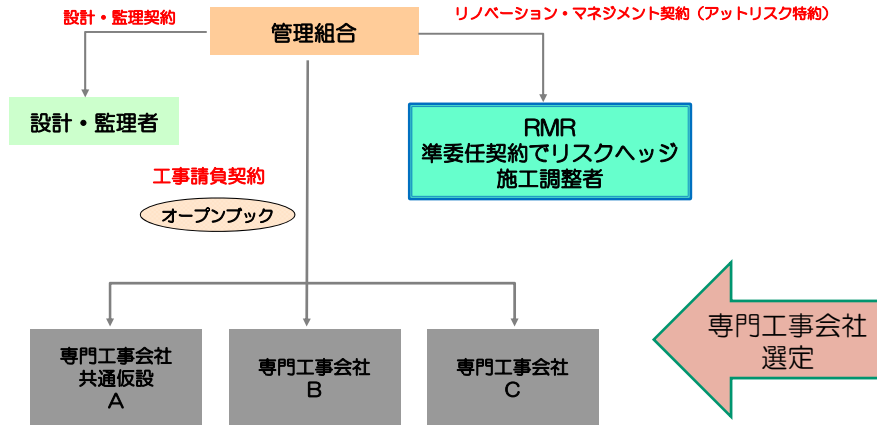 設計・監理契約
管理組合
リノベーション・マネジメント契約（アットリスク特約）
設計・監理者
RMR
準委任契約でリスクヘッジ
施工調整者
工事請負契約
オープンブック
専門工事会社
共通仮設
A
専門工事会社
B
専門工事会社
C
専門工事会社
選定